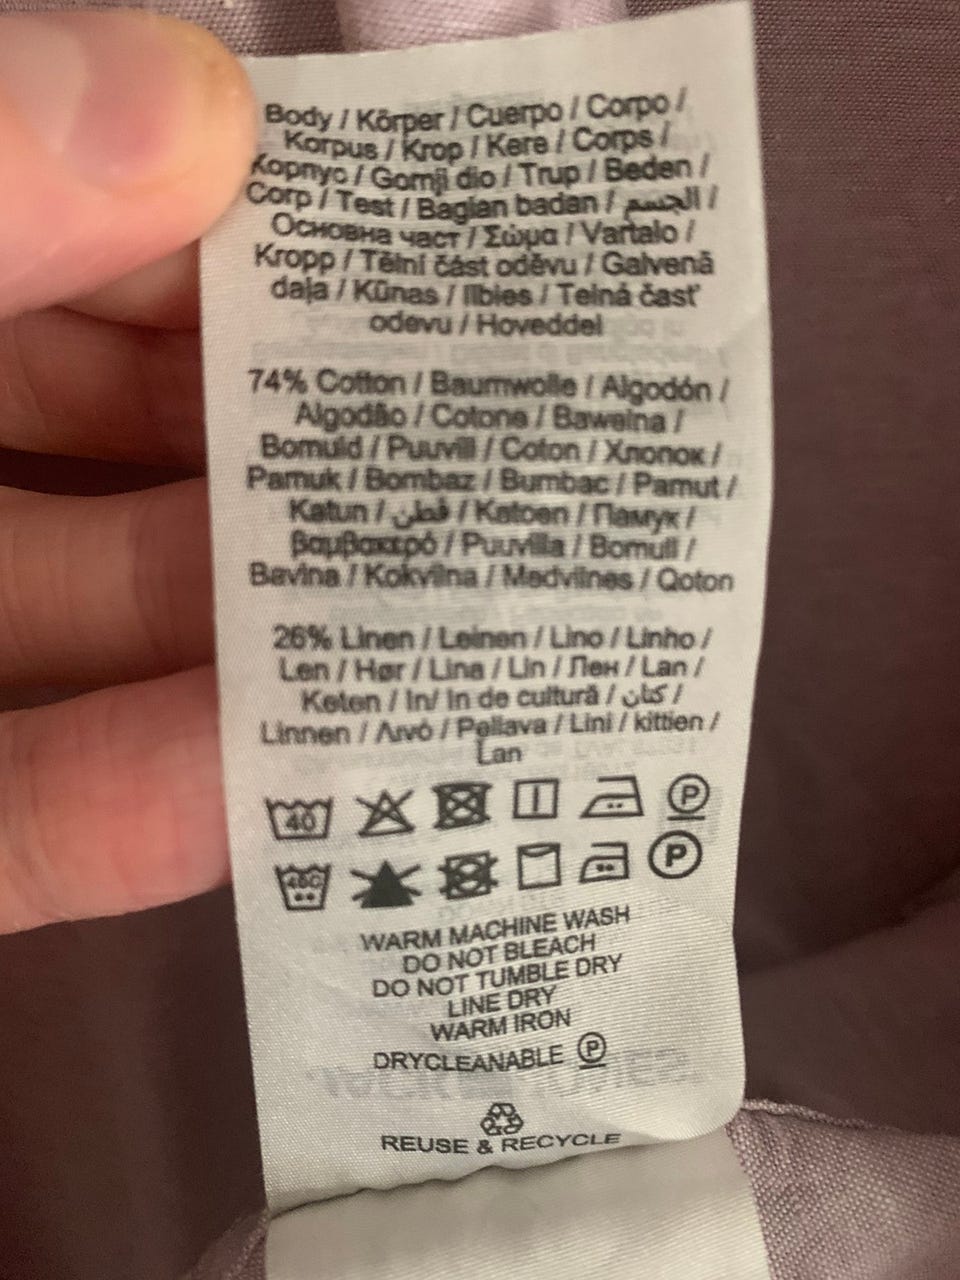 Body / Körper / Cuerpo / Corpo /
Korpus / Krop / Kere / Corps /
Корпус / Gornji dio / Trup / Beden /
Corp / Test / Bagian badan / الجسم /
Основна част / Σώμα / Vartalo /
Kropp / Tělní část oděvu / Galvenā
daļa / Kūnas / Ilbies / Telná časť
odevu / Hoveddel
74% Cotton / Baumwolle / Algodón /
Algodão / Cotone / Bawełna /
Bomuld / Puuvill / Coton / Хлопок /
Pamuk / Bombaz / Bumbac / Pamut /
Katun / قطن / Katoen / Памук /
βαμβακερό / Puuvilla / Bomull /
Bavlna / Kokvilna / Medvilnes / Qoton
26% Linen / Leinen / Lino / Linho /
Len / Hør / Lina / Lin / Лен / Lan /
Keten / In/ In de cultură / كتان /
Linnen / Λινό / Pellava / Lini / kittien /
Lan
40 P
P
WARM MACHINE WASH
DO NOT BLEACH
DO NOT TUMBLE DRY
LINE DRY
WARM IRON
DRYCLEANABLE P
REUSE & RECYCLE